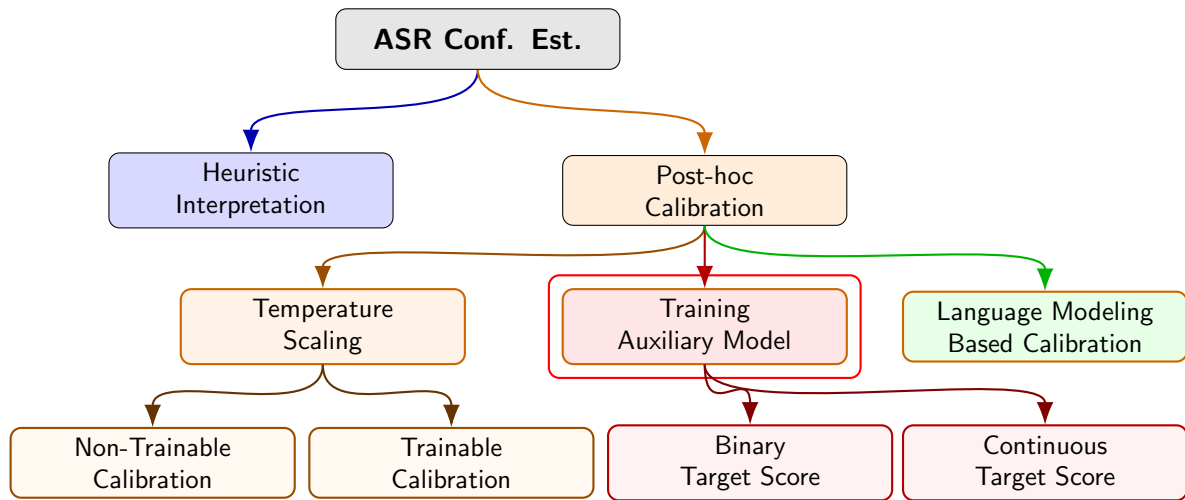 ASR Conf. Est.
Heuristic
Interpretation
Post-hoc
Calibration
Temperature
Scaling
Training
Auxiliary Model
Language Modeling
Based Calibration
Non-Trainable
Calibration
Trainable
Calibration
Binary
Target Score
Continuous
Target Score